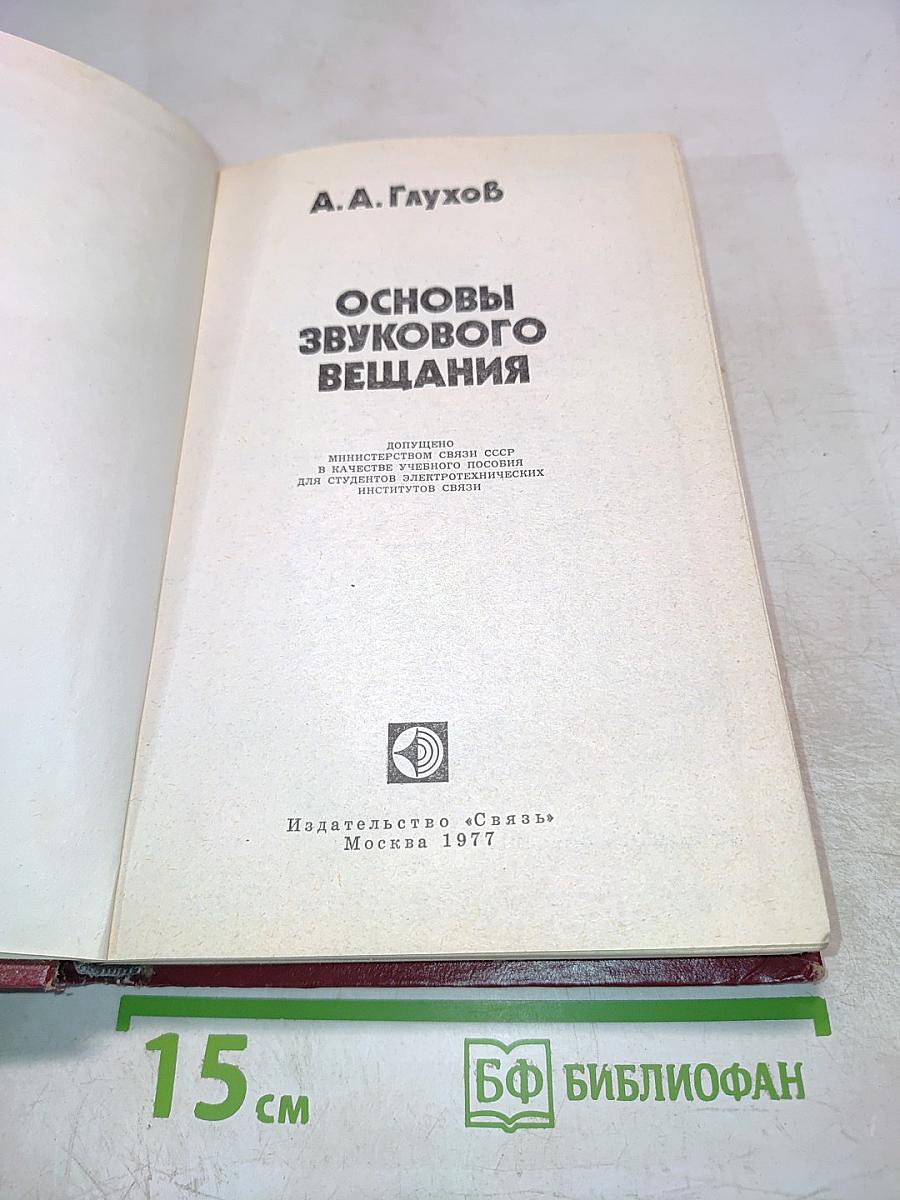 А. А. Глухов
ОСНОВЫ
ЗВУКОВОГО
ВЕЩАНИЯ
ДОПУЩЕНО
МИНИСТЕРСТВОМ СВЯЗИ СССР
В КАЧЕСТВЕ УЧЕБНОГО ПОСОБИЯ
ДЛЯ СТУДЕНТОВ ЭЛЕКТРОТЕХНИЧЕСКИХ
ИНСТИТУТОВ СВЯЗИ
Издательство «Связь»
Москва 1977
15 см
БФ БИБЛИОФАН